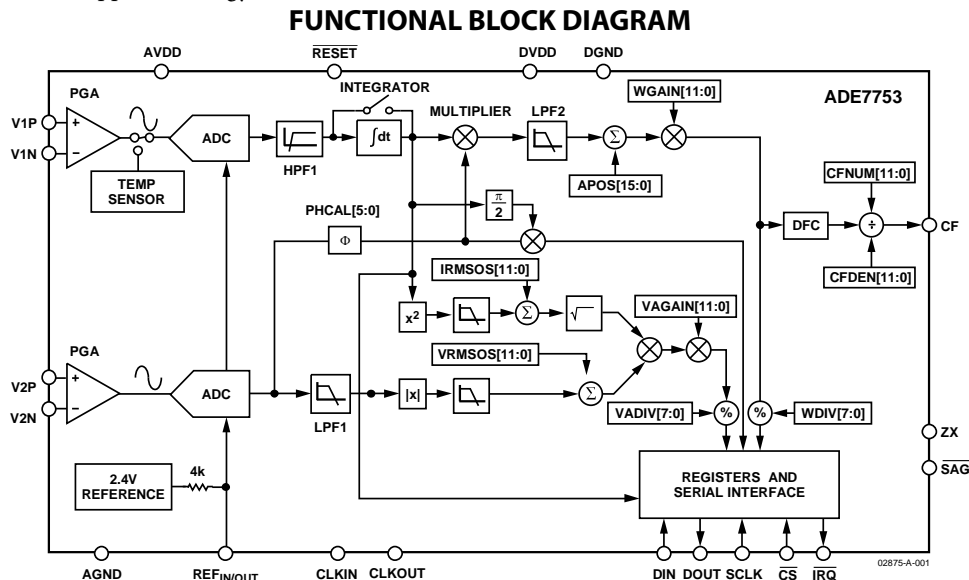 FUNCTIONAL BLOCK DIAGRAM
AVDD
RESET
DVDD
DGND
PGA
INTEGRATOR
MULTIPLIER
LPF2
WGAIN[11:0]
ADE7753
V1P
V1N
+
−
ADC
HPF1
∫dt
Σ
TEMP
SENSOR
APOS[15:0]
CFNUM[11:0]
PHCAL[5:0]
π
2
Φ
DFC
÷
CF
CFDEN[11:0]
IRMSOS[11:0]
x2
Σ
√
VAGAIN[11:0]
PGA
V2P
V2N
+
−
ADC
LPF1
VRMSOS[11:0]
|x|
Σ
VADIV[7:0]
%
%
WDIV[7:0]
ZX
SAG
2.4V
REFERENCE
4k
REGISTERS AND
SERIAL INTERFACE
AGND
REFIN/OUT
CLKIN
CLKOUT
DIN
DOUT
SCLK
CS
IRQ
02875-A-001